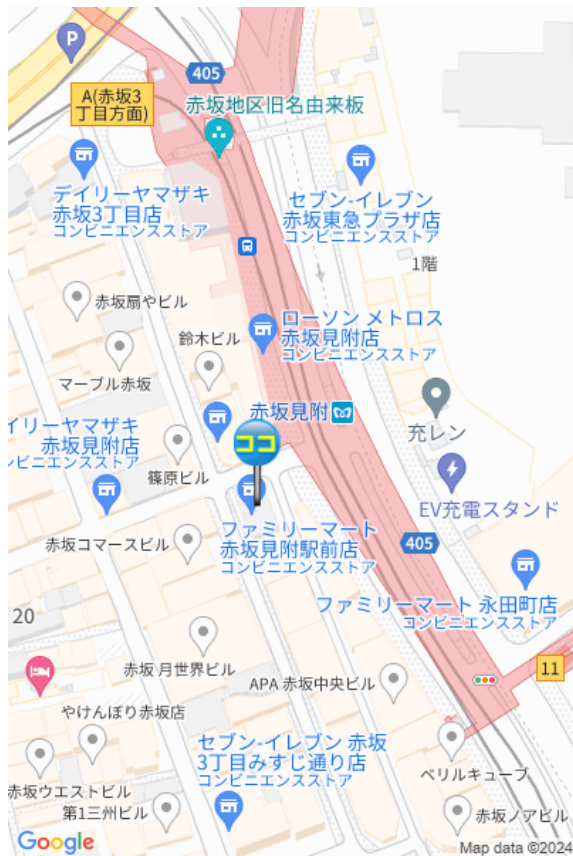 P
405
A(赤坂3
丁目方面)
赤坂地区旧名由来板
デイリーヤマザキ
赤坂3丁目店
コンビニエンスストア
セブン-イレブン
赤坂東急プラザ店
コンビニエンスストア
1階
赤坂扇やビル
ローソン メトロス
赤坂見附店
コンビニエンスストア
鈴木ビル
マーブル赤坂
赤坂見附
充レン
イリーヤマザキ
赤坂見附店
ンビニエンスストア
ココ
篠原ビル
EV充電スタンド
ファミリーマート
赤坂見附駅前店
コンビニエンスストア
赤坂コマースビル
405
ファミリーマート 永田町店
コンビニエンスストア
20
赤坂月世界ビル
APA 赤坂中央ビル
11
やけんぼり赤坂店
セブン-イレブン 赤坂
3丁目みすじ通り店
コンビニエンスストア
ベリルキューブ
赤坂ウエストビル
第1三州ビル
赤坂ノアビル
Google
Map data ©2024